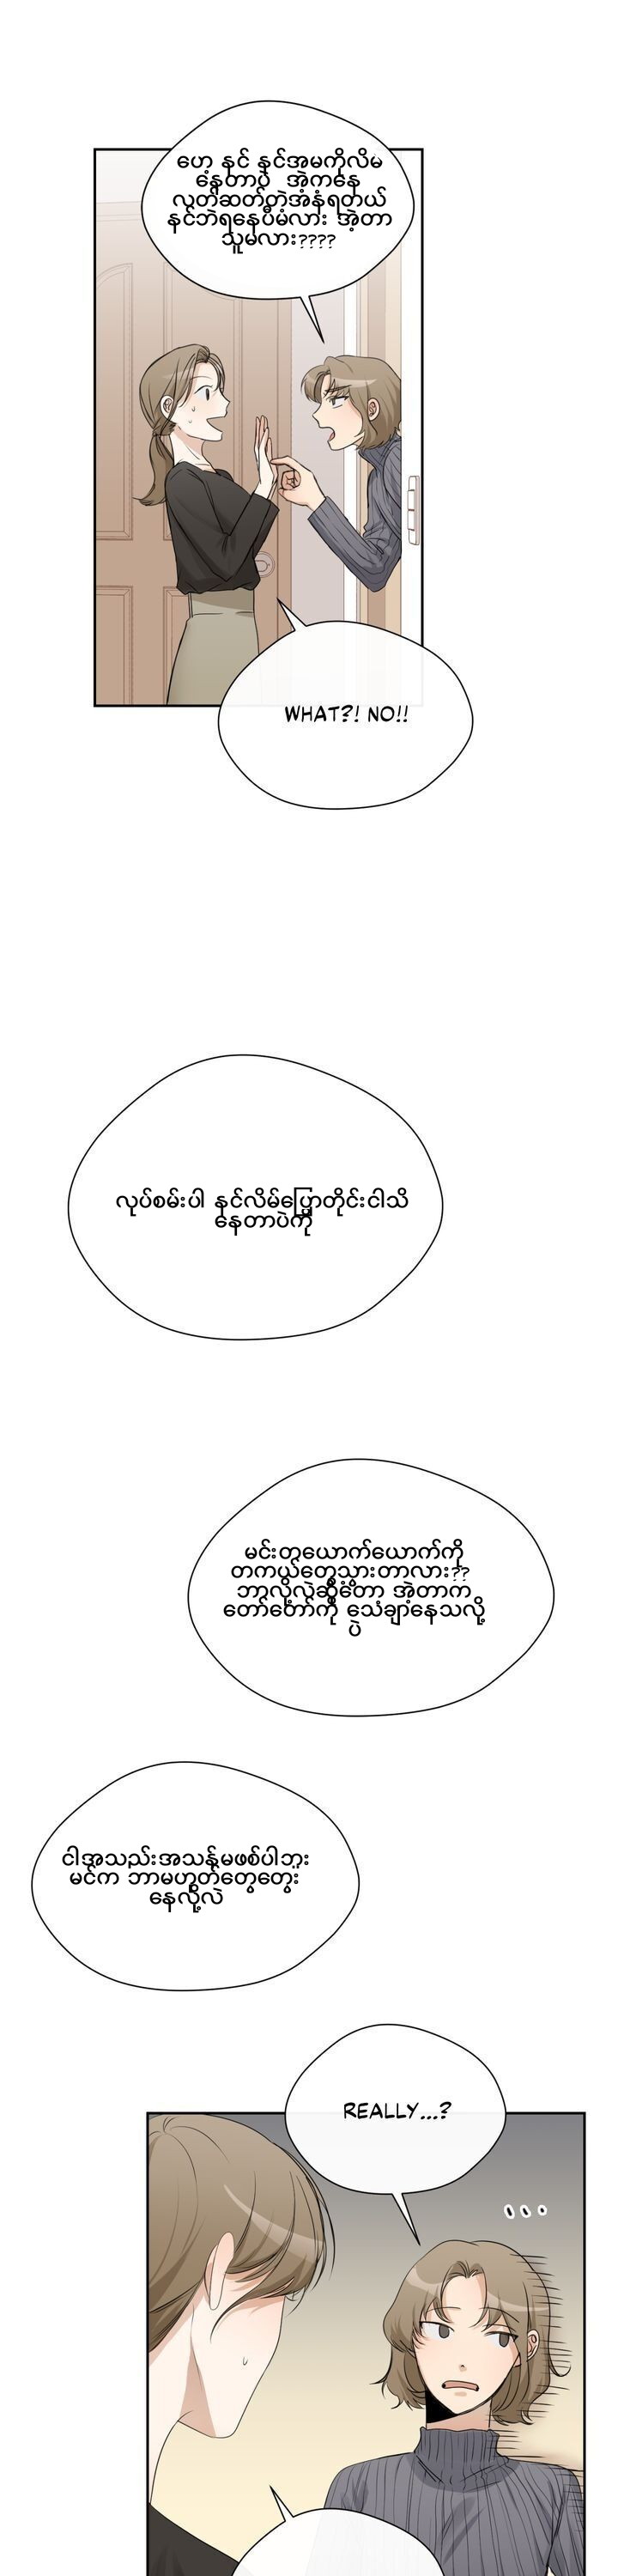 ဟေ့ နင် နင်အမကိုလိမ်
နေတာပဲ အဲ့ကနေ
လတ်ဆတ်တဲ့အနံ့ရတယ်
နင်ဘဲရနေပီမံလား အဲ့တာ
သူမလား????
WHAT?! NO!!
လုပ်စမ်းပါ နင်လိမ်ပြောတိုင်းငါသိ
နေတာပဲကို
မင်းတယောက်ယောက်ကို
တကယ်တွေ့သွားတာလား??
ဘာလို့လဲဆိုတော့ အဲ့တာက
တော်တော်ကို သေချာနေသလို့
ပဲ
ငါအသည်းအသန်မဖစ်ပါဘူး
မင်က ဘာမဟုတ်တွေတွေး
နေလို့လဲ
REALLY...?
...